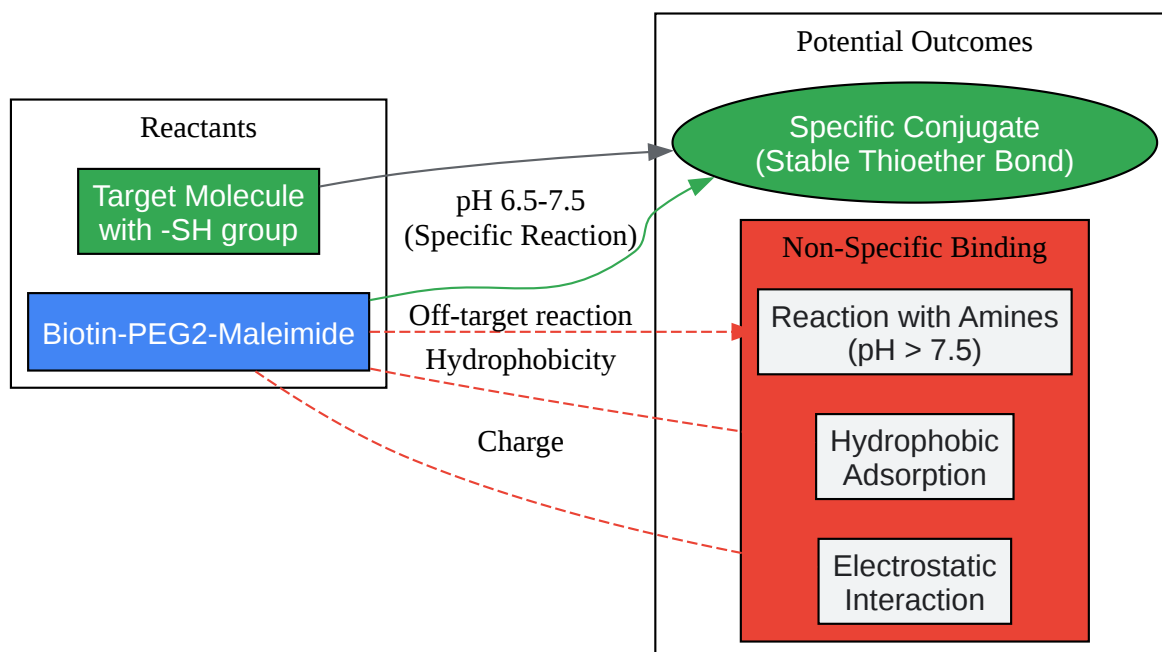 Reactants
Target Molecule
with -SH group
Biotin-PEG2-Maleimide
pH 6.5-7.5
(Specific Reaction)
Off-target reaction
Hydrophobicity
Charge
Potential Outcomes
Specific Conjugate
(Stable Thioether Bond)
Non-Specific Binding
Reaction with Amines
(pH > 7.5)
Hydrophobic
Adsorption
Electrostatic
Interaction